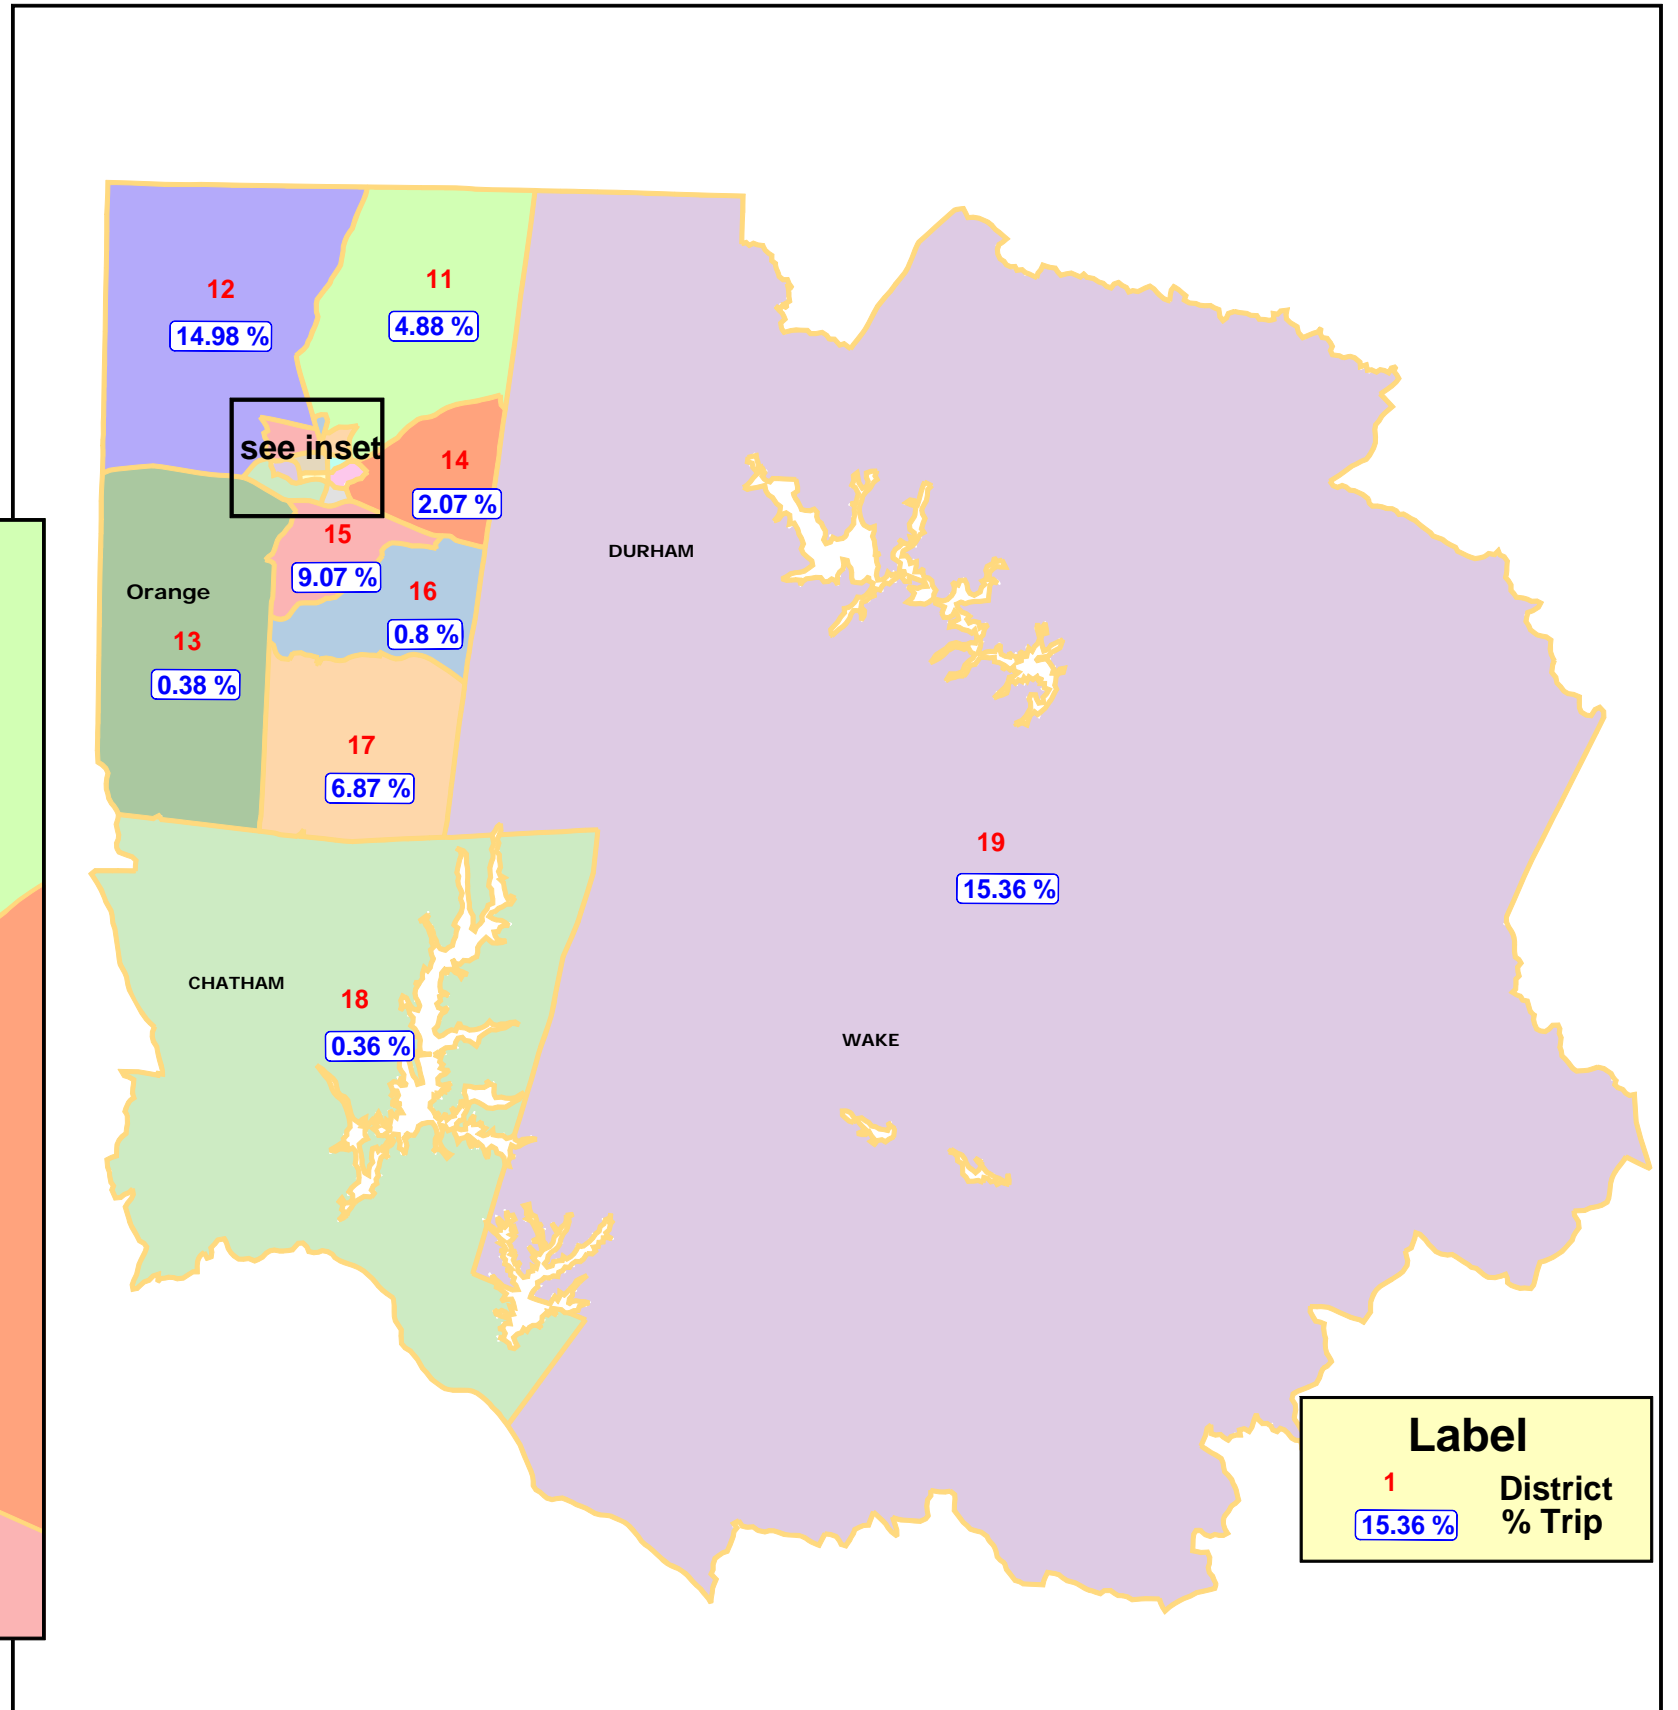 12
14.98 %
11
4.88 %
see inset
14
2.07 %
15
9.07 %
16
0.8 %
Orange
13
0.38 %
17
6.87 %
DURHAM
19
15.36 %
CHATHAM
18
0.36 %
WAKE
Label
1 District
15.36 % % Trip